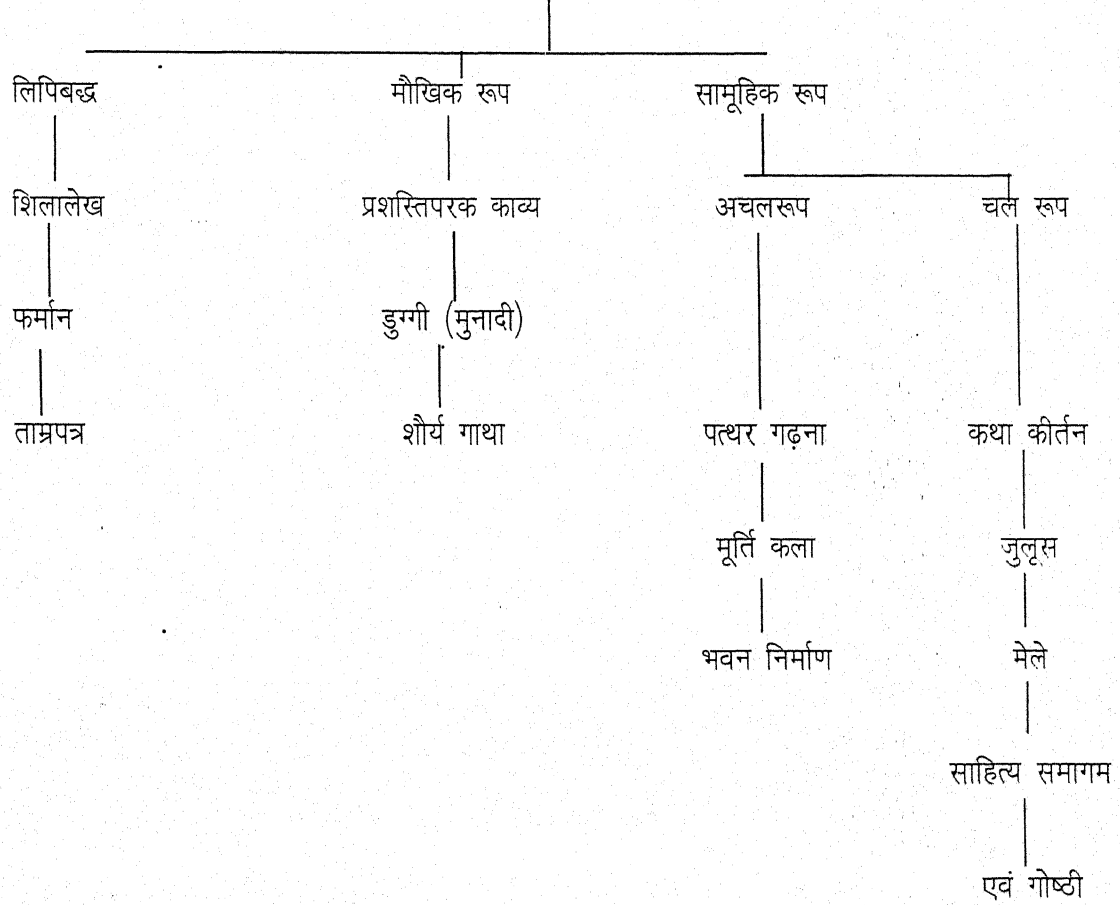 लिपिबद्ध मौखिक रूप सामूहिक रूप
शिलालेख प्रशस्तिपरक काव्य अचलरूप चल रूप
फर्मान डुग्गी (मुनादी)
ताम्रपत्र शौर्य गाथा पत्थर गढ़ना कथा कीर्तन
मूर्ति कला जुलूस
भवन निर्माण मेले
साहित्य समागम
एवं गोष्ठी